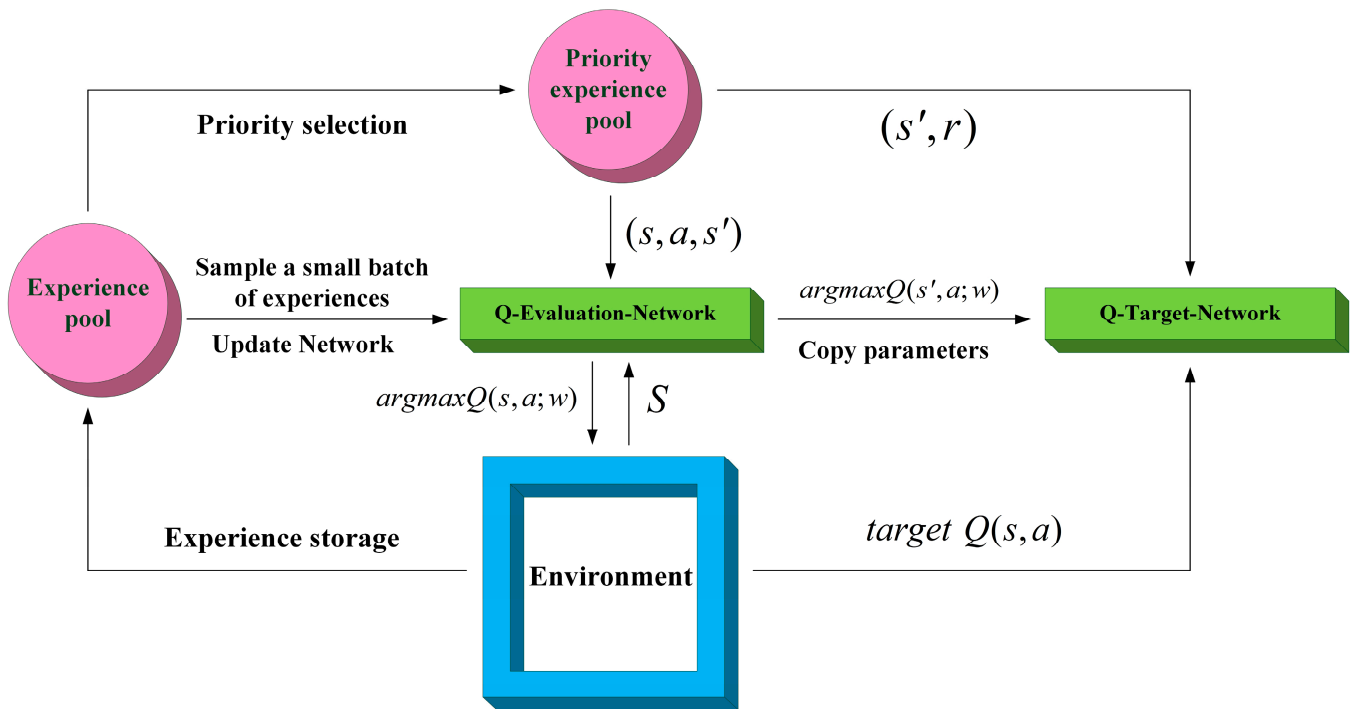 Priority
experience
pool
Priority selection
(s′, r)
(s, a, s′)
Experience
pool
Sample a small batch
of experiences
Update Network
Q-Evaluation-Network
argmaxQ(s′, a; w)
Copy parameters
Q-Target-Network
argmaxQ(s, a; w)
S
Experience storage
Environment
target Q(s, a)